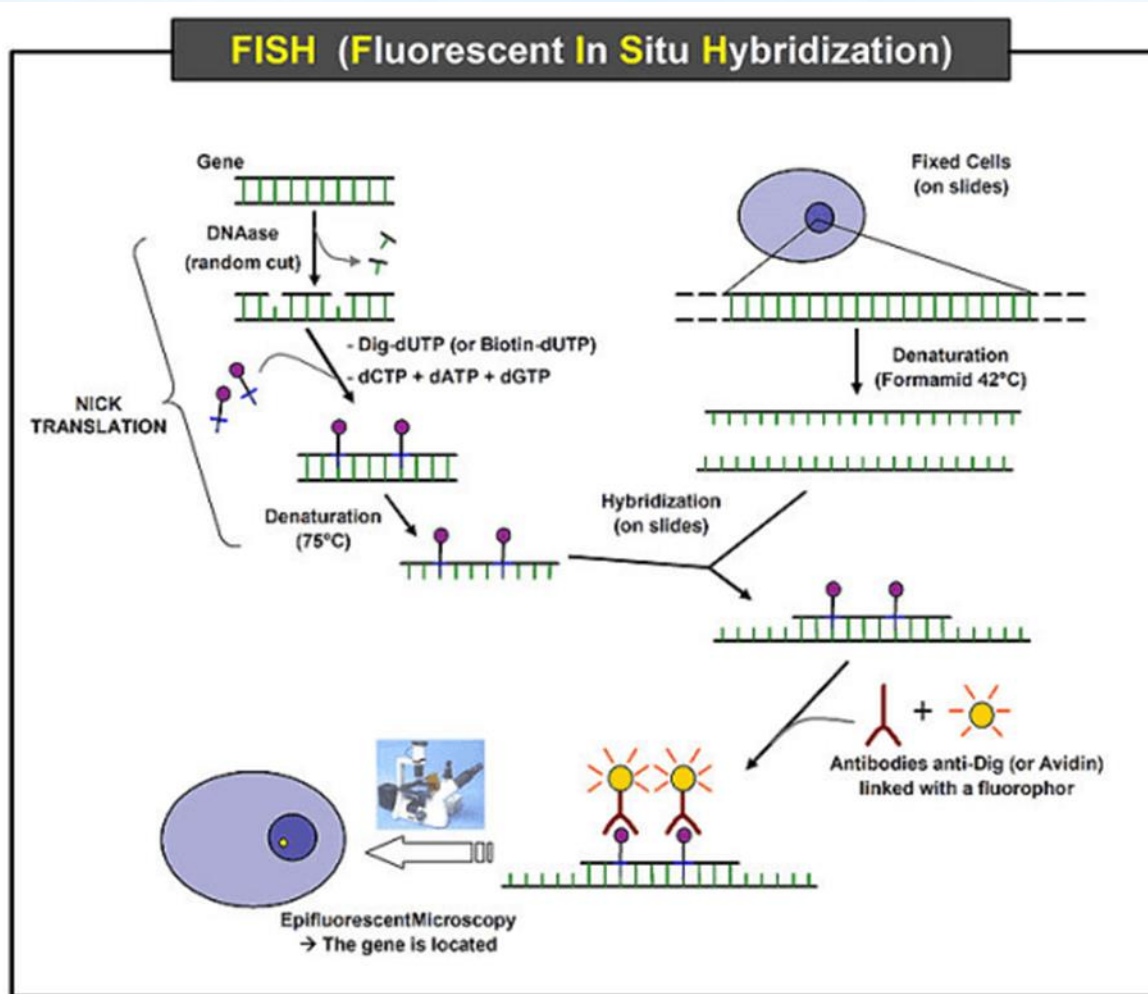 FISH (Fluorescent In Situ Hybridization)
Gene
DNAase
(random cut)
- Dig-dUTP (or Biotin-dUTP)
- dCTP + dATP + dGTP
NICK
TRANSLATION
Denaturation
(75°C)
Fixed Cells
(on slides)
Denaturation
(Formamid 42°C)
Hybridization
(on slides)
+
Antibodies anti-Dig (or Avidin)
linked with a fluorophor
EpifluorescentMicroscopy
→ The gene is located